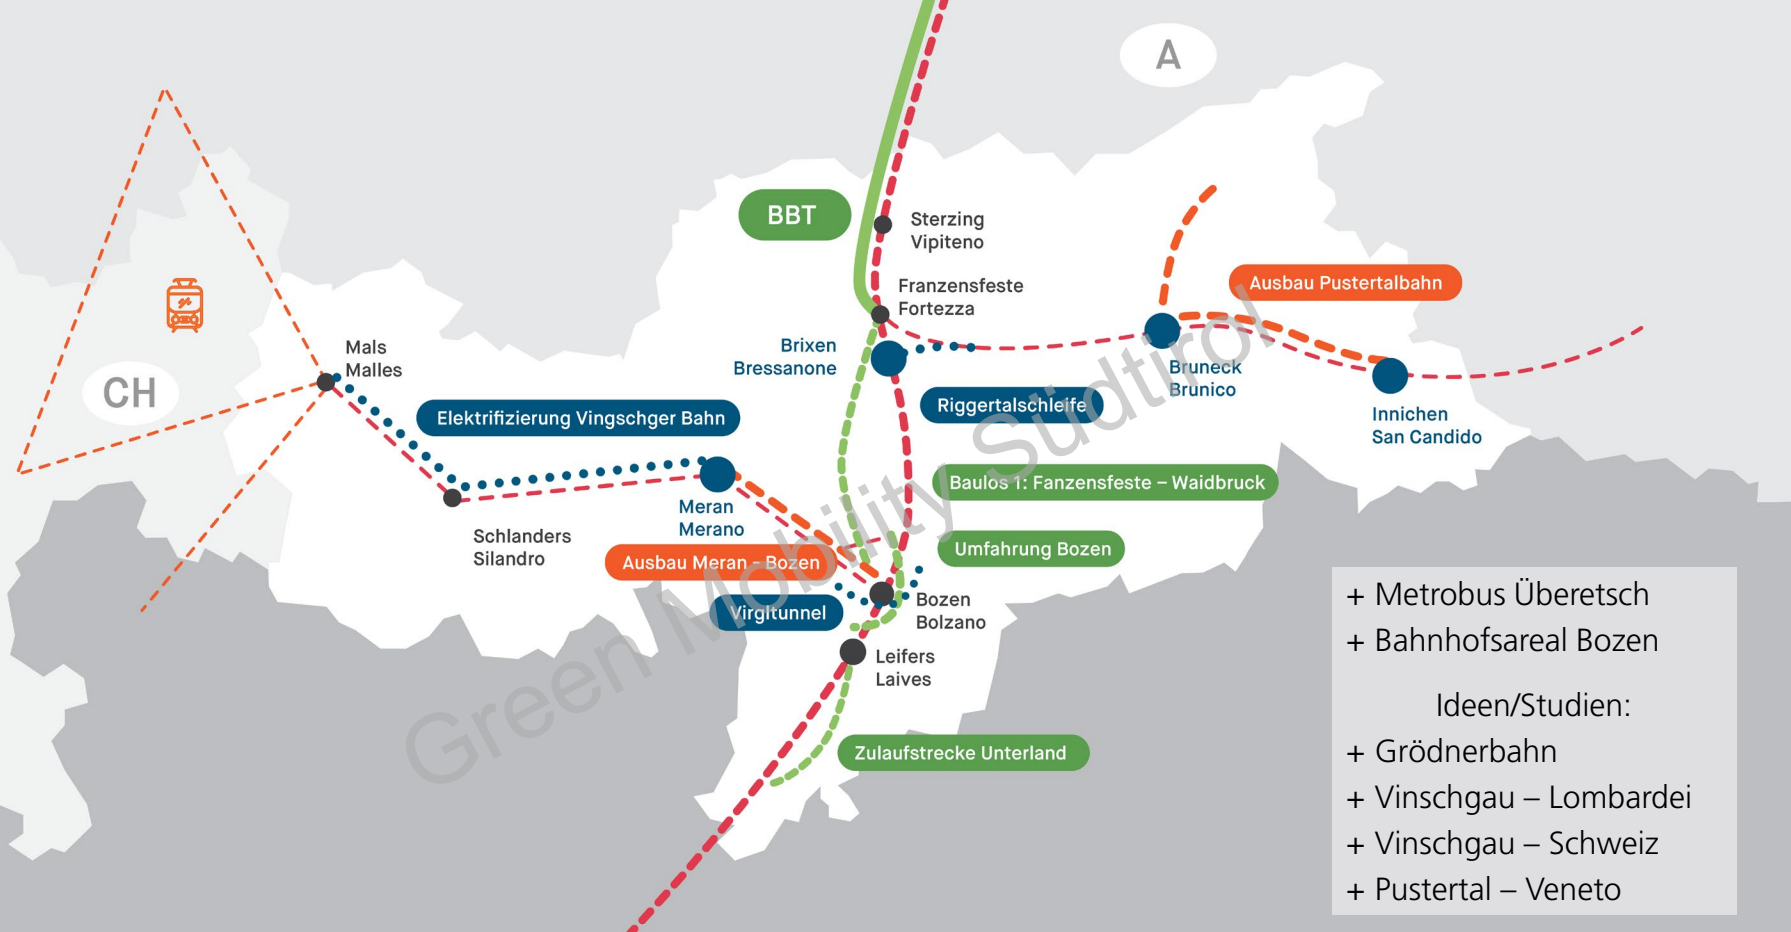 A
BBT
Sterzing
Vipiteno
Franzensfeste
Fortezza
Ausbau Pustertalbahn
Brixen
Bressanone
Mals
Malles
CH
Bruneck
Brunico
Elektrifizierung Vingschger Bahn
Riggertalschleife
Innichen
San Candido
Meran
Merano
Baulos 1: Fanzensfeste – Waidbruck
Schlanders
Silandro
Ausbau Meran - Bozen
Umfahrung Bozen
Virgltunnel
Bozen
Bolzano
Leifers
Laives
Zulaufstrecke Unterland
Green Mobility Südtirol
+ Metrobus Überetsch
+ Bahnhofsareal Bozen
Ideen/Studien:
+ Grödnerbahn
+ Vinschgau – Lombardei
+ Vinschgau – Schweiz
+ Pustertal – Veneto